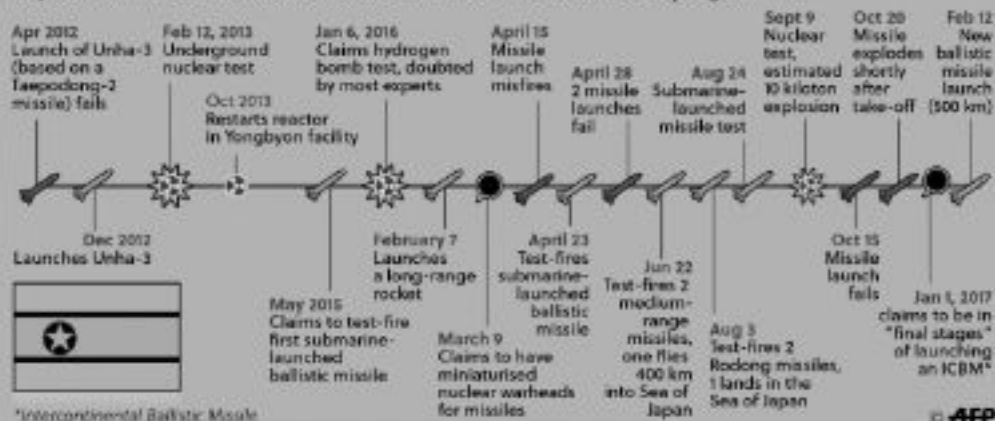 Apr 2012
Launch of Unha-3
(based on a
Taepodong-2
missile) fails
Feb 12, 2013
Underground
nuclear test
Oct 2013
Restarts reactor
in Yongbyon facility
Jan 6, 2016
Claims hydrogen
bomb test, doubted
by most experts
April 15
Missile
launch
misfires
April 28
2 missile
launches
fail
Aug 24
Submarine-
launched
missile test
Sept 9
Nuclear
test,
estimated
10 kiloton
explosion
Oct 20
Missile
explodes
shortly
after
take-off
Feb 12
New
ballistic
missile
launch
(500 km)
Dec 2012
Launches Unha-3
May 2015
Claims to test-fire
first submarine-
launched
ballistic missile
February 7
Launches
a long-range
rocket
March 9
Claims to have
miniaturised
nuclear warheads
for missiles
April 23
Test-fires
submarine-
launched
ballistic
missile
Jun 22
Test-fires 2
medium-
range
missiles,
one flies
400 km
into Sea of
Japan
Aug 3
Test-fires 2
Rodong missiles,
1 lands in the
Sea of Japan
Oct 15
Missile
launch
fails
Jan 1, 2017
claims to be in
"final stages"
of launching
an ICBM*
*Intercontinental Ballistic Missile
© AFP